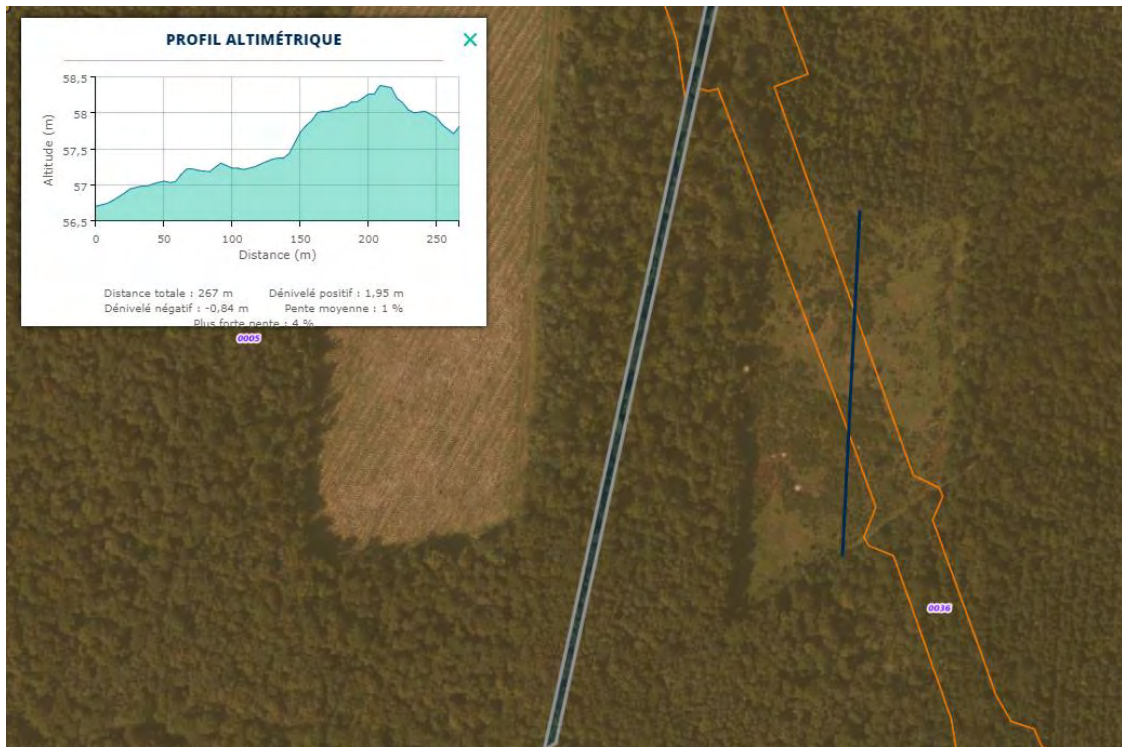 PROFIL ALTIMÉTRIQUE
58,5
58
57,5
57
56,5
Altitude (m)
0 50 100 150 200 250
Distance (m)
Distance totale : 267 m Dénivelé positif : 1,95 m
Dénivelé négatif : -0,84 m Pente moyenne : 1 %
Plus forte pente : 4 %
0005
0036